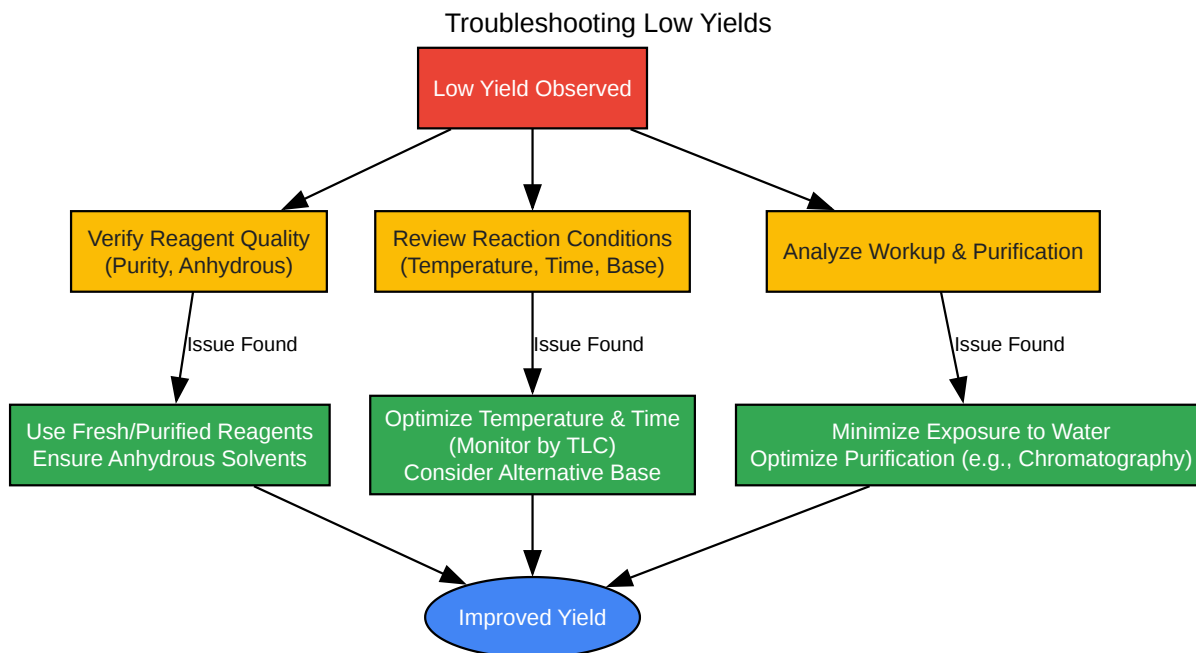 Troubleshooting Low Yields
Low Yield Observed
Verify Reagent Quality
(Purity, Anhydrous)
Review Reaction Conditions
(Temperature, Time, Base)
Analyze Workup & Purification
Issue Found
Issue Found
Issue Found
Use Fresh/Purified Reagents
Ensure Anhydrous Solvents
Optimize Temperature & Time
(Monitor by TLC)
Consider Alternative Base
Minimize Exposure to Water
Optimize Purification (e.g., Chromatography)
Improved Yield